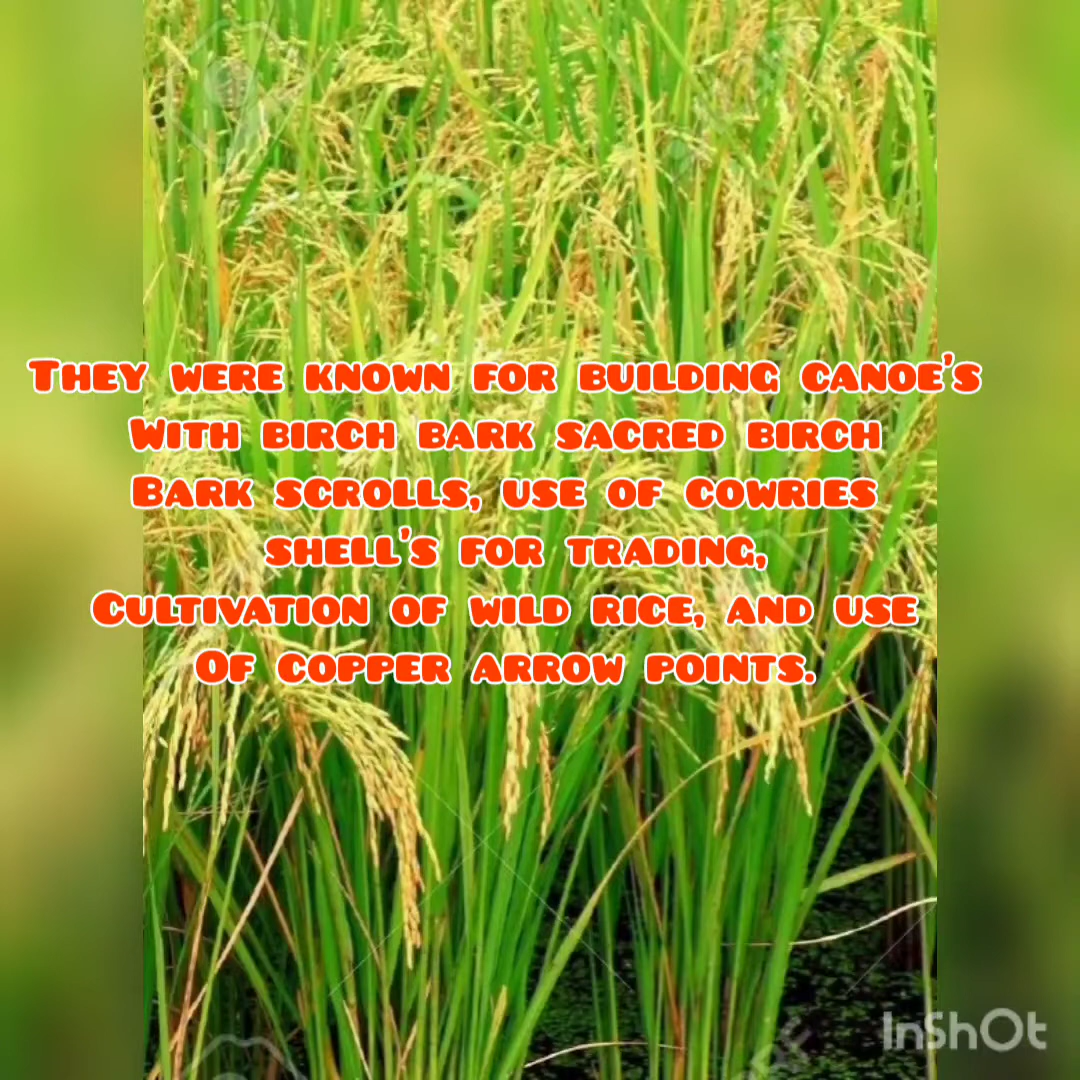 They were known for building canoe's
With birch bark sacred birch
Bark scrolls, use of cowries
shell's for trading,
Cultivation of wild rice, and use
Of copper arrow points.
InShOt